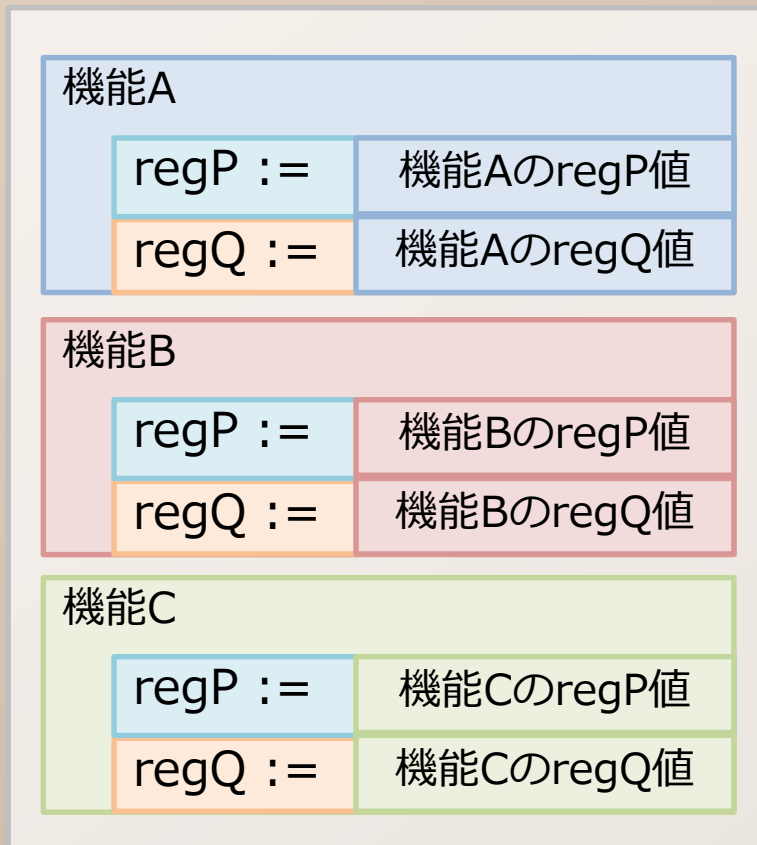 機能A
regP := 機能AのregP値
regQ := 機能AのregQ値
機能B
regP := 機能BのregP値
regQ := 機能BのregQ値
機能C
regP := 機能CのregP値
regQ := 機能CのregQ値